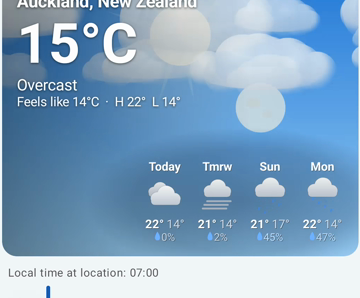 Auckland, New Zealand
15°C
Overcast
Feels like 14°C · H 22° L 14°
Today Tmrw Sun Mon
22° 14° 21° 14° 21° 17° 22° 14°
0% 2% 45% 47%
Local time at location: 07:00